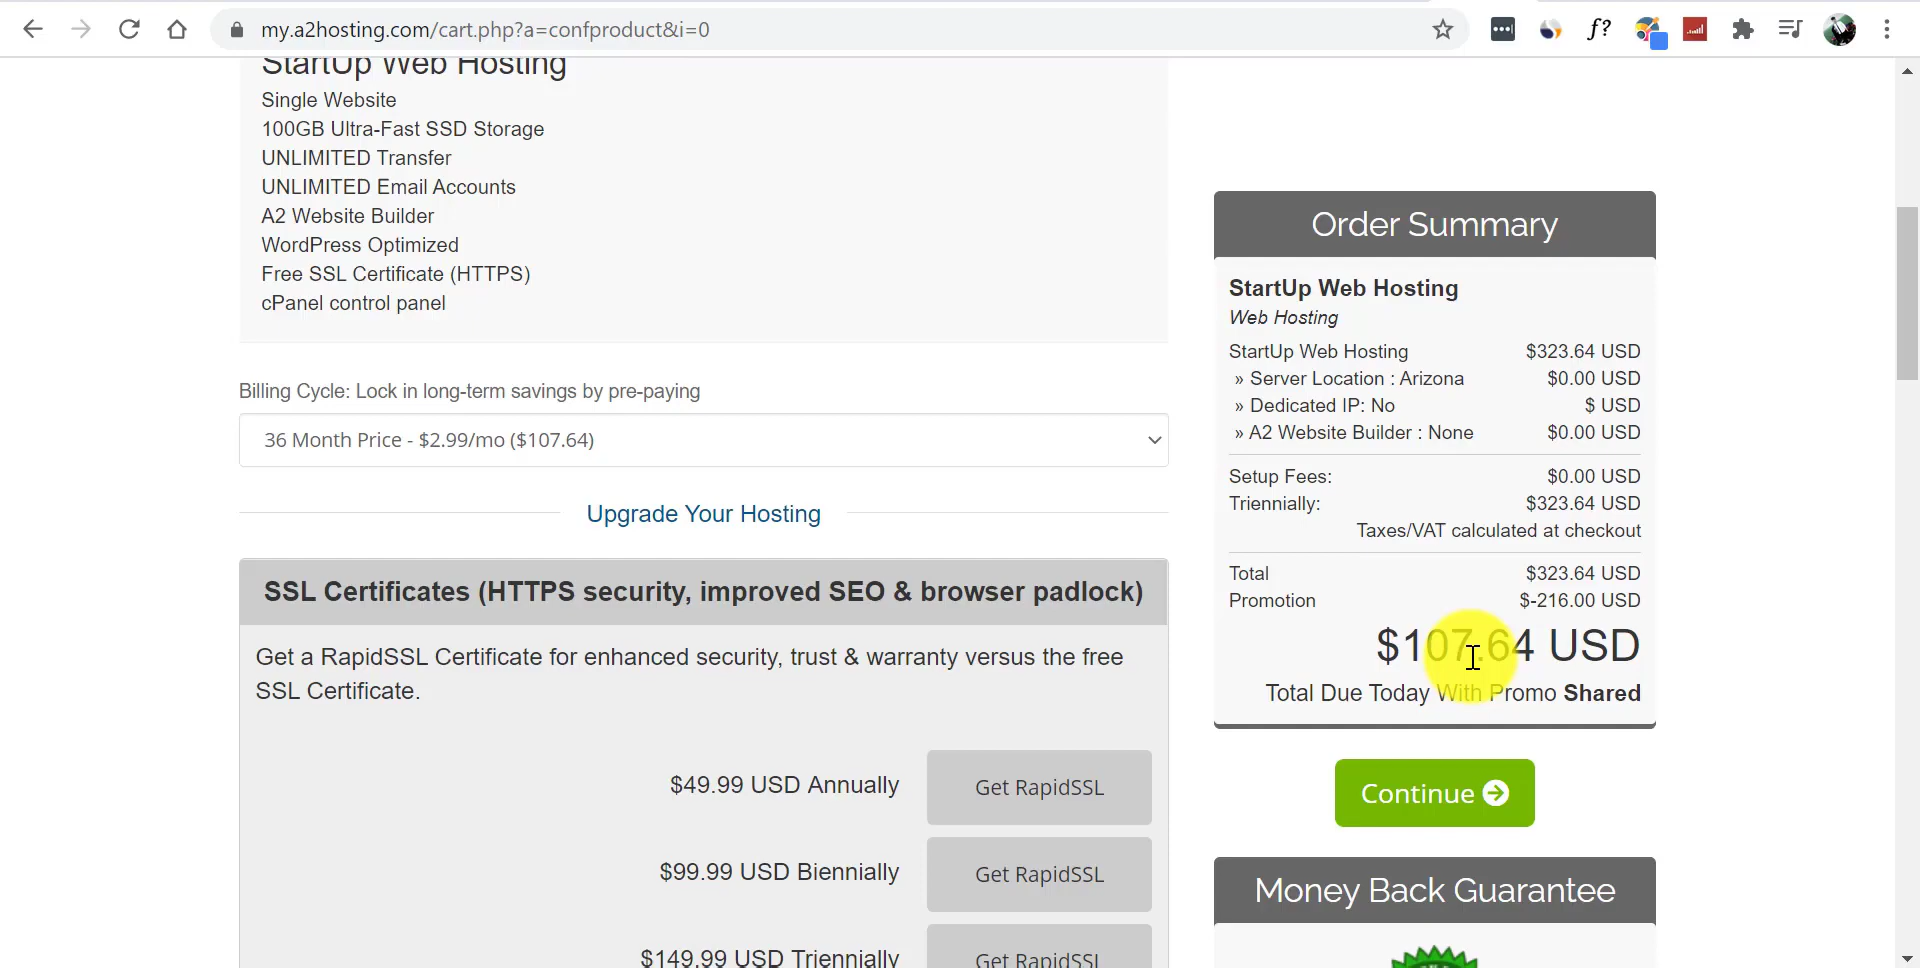 my.a2hosting.com/cart.php?a=confproduct&i=0
f?
StartUp Web Hosting
Single Website
100GB Ultra-Fast SSD Storage
UNLIMITED Transfer
UNLIMITED Email Accounts
A2 Website Builder
WordPress Optimized
Free SSL Certificate (HTTPS)
cPanel control panel
Billing Cycle: Lock in long-term savings by pre-paying
36 Month Price - $2.99/mo ($107.64)
Upgrade Your Hosting
SSL Certificates (HTTPS security, improved SEO & browser padlock)
Get a RapidSSL Certificate for enhanced security, trust & warranty versus the free
SSL Certificate.
$49.99 USD Annually Get RapidSSL
$99.99 USD Biennially Get RapidSSL
$149.99 USD Triennially Get RapidSSL
Order Summary
StartUp Web Hosting
Web Hosting
StartUp Web Hosting $323.64 USD
» Server Location : Arizona $0.00 USD
» Dedicated IP: No $ USD
» A2 Website Builder : None $0.00 USD
Setup Fees: $0.00 USD
Triennially: $323.64 USD
Taxes/VAT calculated at checkout
Total $323.64 USD
Promotion $-216.00 USD
$107.64 USD
Total Due Today With Promo Shared
Continue
Money Back Guarantee